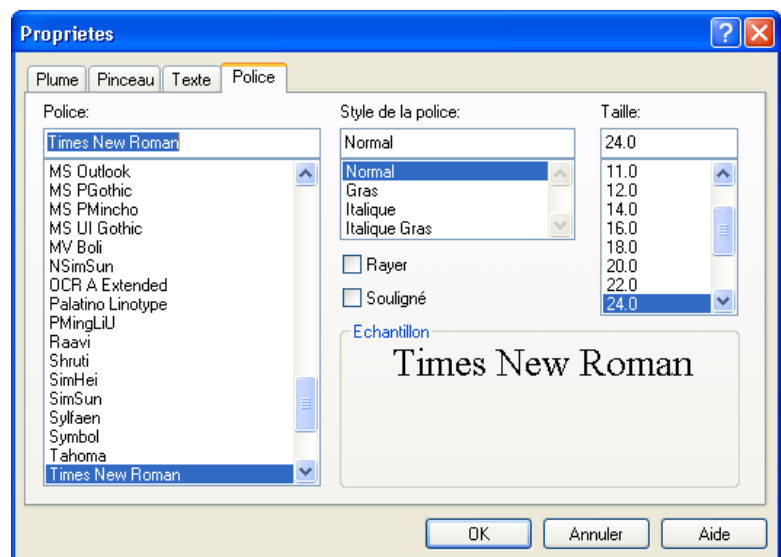 Proprietes
Plume Pinceau Texte Police
Police:
Times New Roman
MS Outlook
MS PGothic
MS PMincho
MS UI Gothic
MV Boli
NSimSun
OCR A Extended
Palatino Linotype
PMingLiU
Raavi
Shruti
SimHei
SimSun
Sylfaen
Symbol
Tahoma
Times New Roman
Style de la police:
Normal
Normal
Gras
Italique
Italique Gras
Taille:
24.0
11.0
12.0
14.0
16.0
18.0
20.0
22.0
24.0
Rayer
Souligné
Echantillon
Times New Roman
OK Annuler Aide